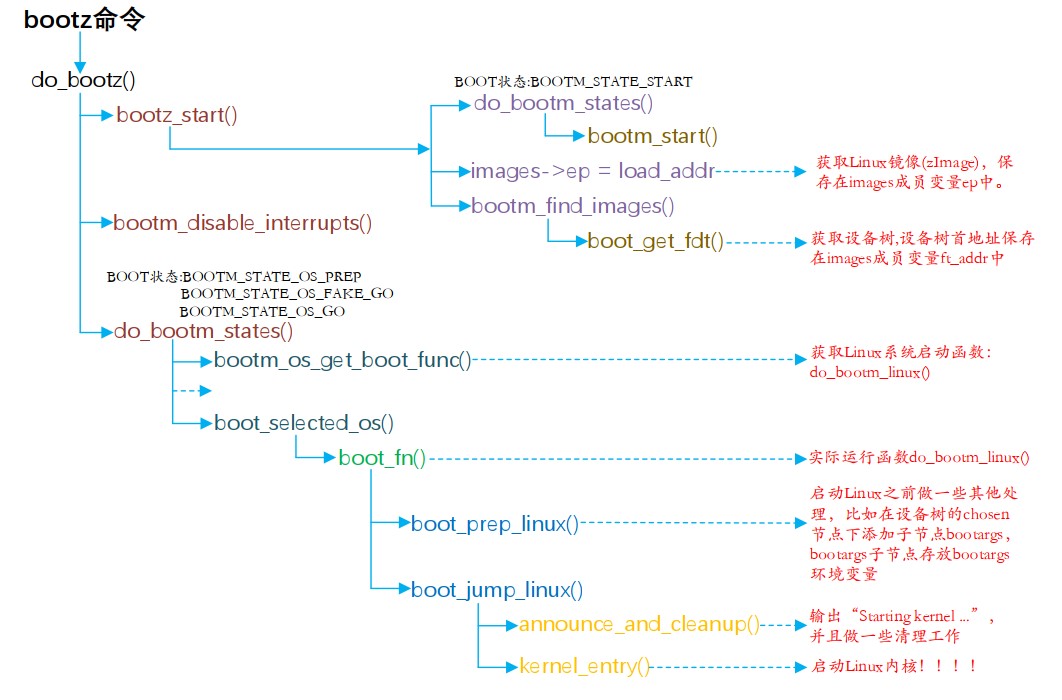 bootz命令
do_bootz()
BOOT状态:BOOTM_STATE_START
do_bootm_states()
bootz_start()
bootm_start()
images->ep = load_addr
获取Linux镜像(zImage)，保
存在images成员变量ep中。
bootm_find_images()
bootm_disable_interrupts()
boot_get_fdt()
获取设备树,设备树首地址保存
在images成员变量ft_addr中
BOOT状态:BOOTM_STATE_OS_PREP
BOOTM_STATE_OS_FAKE_GO
BOOTM_STATE_OS_GO
do_bootm_states()
bootm_os_get_boot_func()
获取Linux系统启动函数：
do_bootm_linux()
boot_selected_os()
boot_fn()
实际运行函数do_bootm_linux()
boot_prep_linux()
启动Linux之前做一些其他处
理，比如在设备树的chosen
节点下添加子节点bootargs，
bootargs子节点存放bootargs
环境变量
boot_jump_linux()
announce_and_cleanup()
输出“Starting kernel ...”，
并且做一些清理工作
kernel_entry()
启动Linux内核！！！！